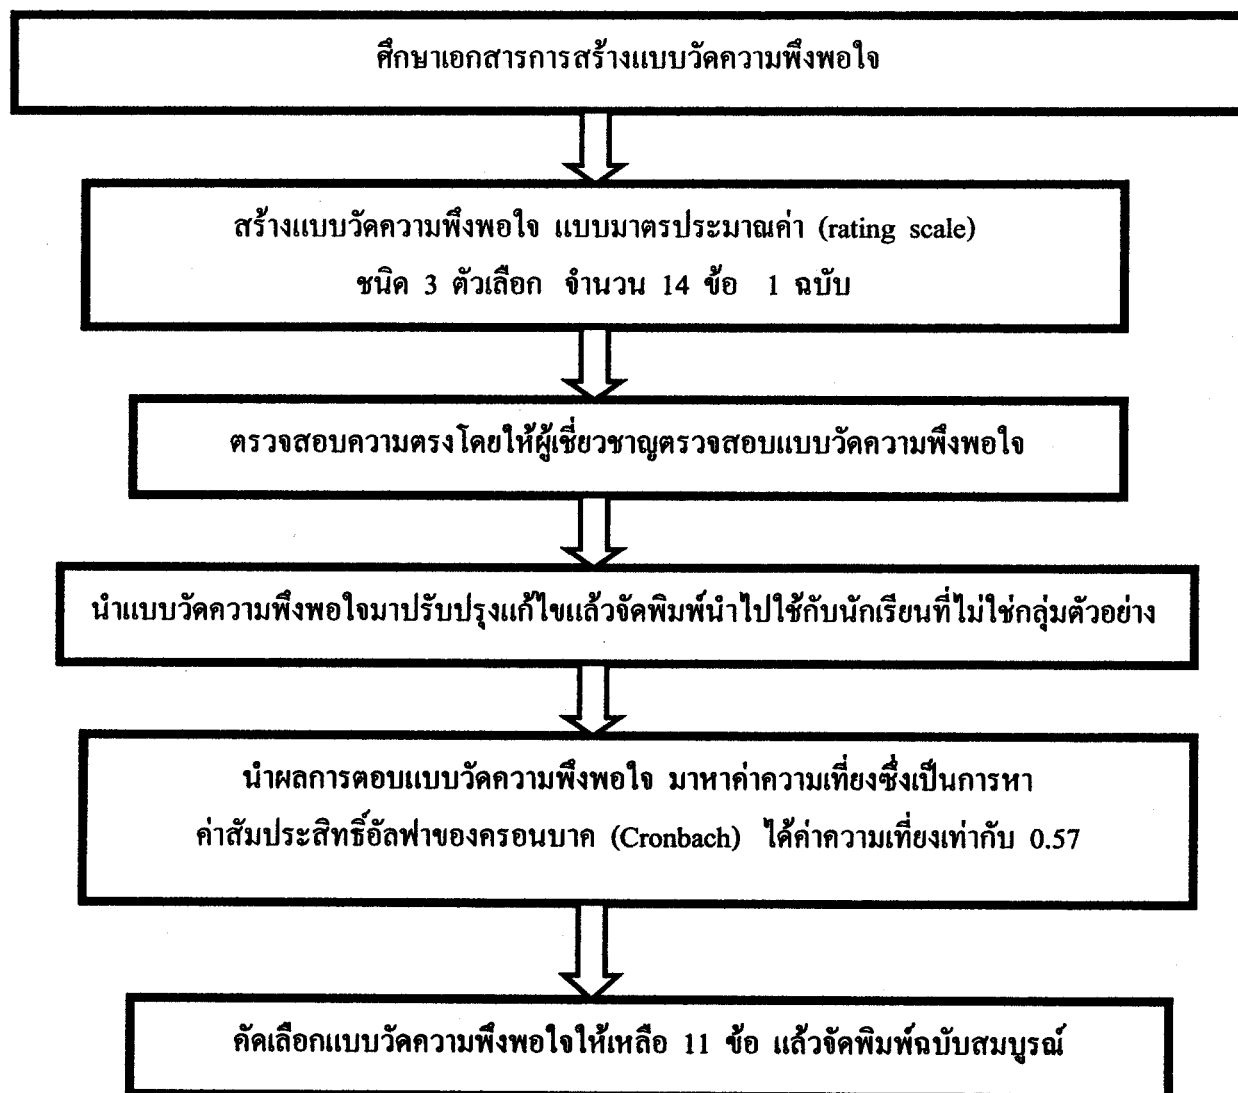 ศึกษาเอกสารการสร้างแบบวัดความพึงพอใจ
สร้างแบบวัดความพึงพอใจ แบบมาตรประมาณค่า (rating scale)
ชนิด 3 ตัวเลือก จำนวน 14 ข้อ 1 ฉบับ
ตรวจสอบความตรงโดยให้ผู้เชี่ยวชาญตรวจสอบแบบวัดความพึงพอใจ
นำแบบวัดความพึงพอใจมาปรับปรุงแก้ไขแล้วจัดพิมพ์นำไปใช้กับนักเรียนที่ไม่ใช่กลุ่มตัวอย่าง
นำผลการตอบแบบวัดความพึงพอใจ มาหาค่าความเที่ยงซึ่งเป็นการหา
ค่าสัมประสิทธิ์อัลฟาของครอนบาค (Cronbach) ได้ค่าความเที่ยงเท่ากับ 0.57
คัดเลือกแบบวัดความพึงพอใจให้เหลือ 11 ข้อ แล้วจัดพิมพ์ฉบับสมบูรณ์